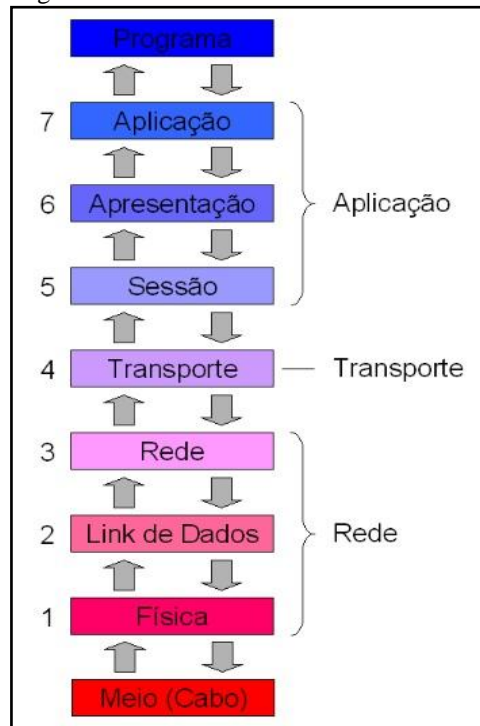 Programa
7 Aplicação
6 Apresentação Aplicação
5 Sessão
4 Transporte Transporte
3 Rede
2 Link de Dados Rede
1 Física
Meio (Cabo)